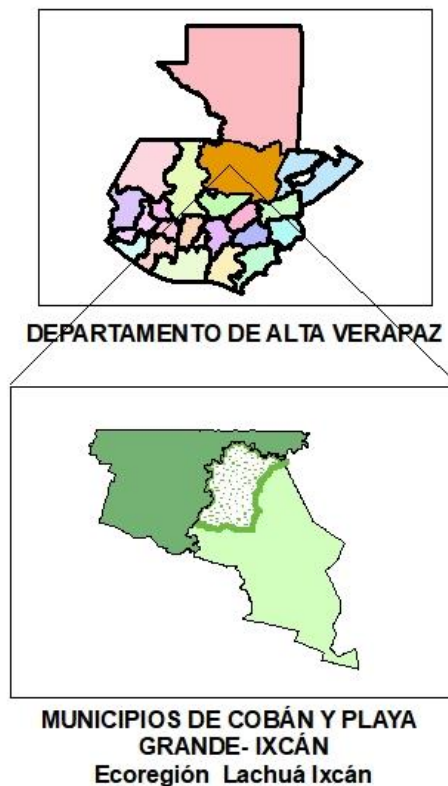 DEPARTAMENTO DE ALTA VERAPAZ
MUNICIPIOS DE COBÁN Y PLAYA
GRANDE- IXCÁN
Ecoregión Lachuá Ixcán